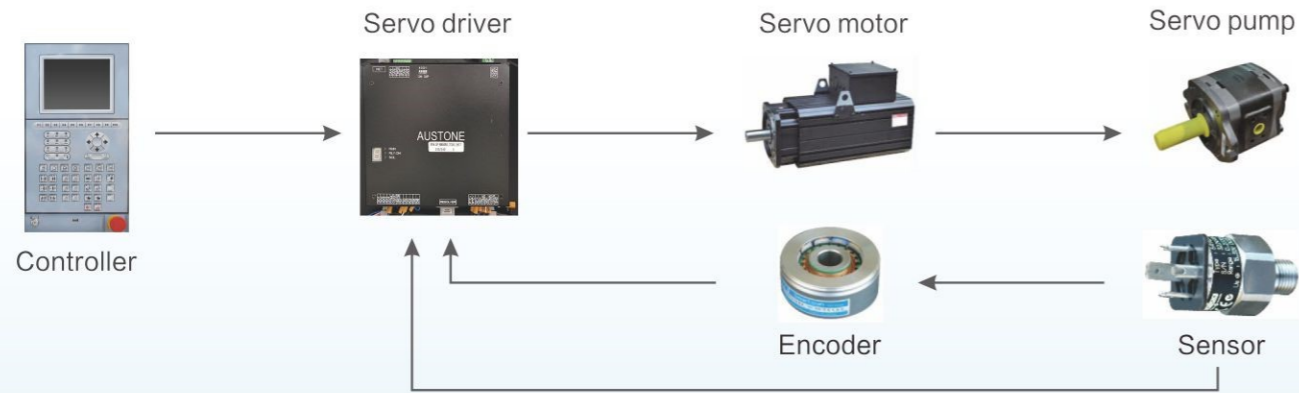 Servo driver
Servo motor
Servo pump
AUSTONE
Controller
Encoder
Sensor